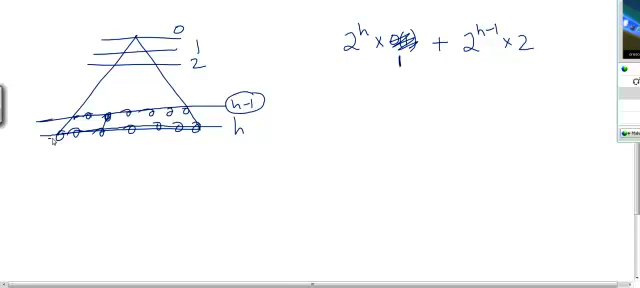 0
1
2
h-1
h
2^h × 1 + 2^{h-1} × 2